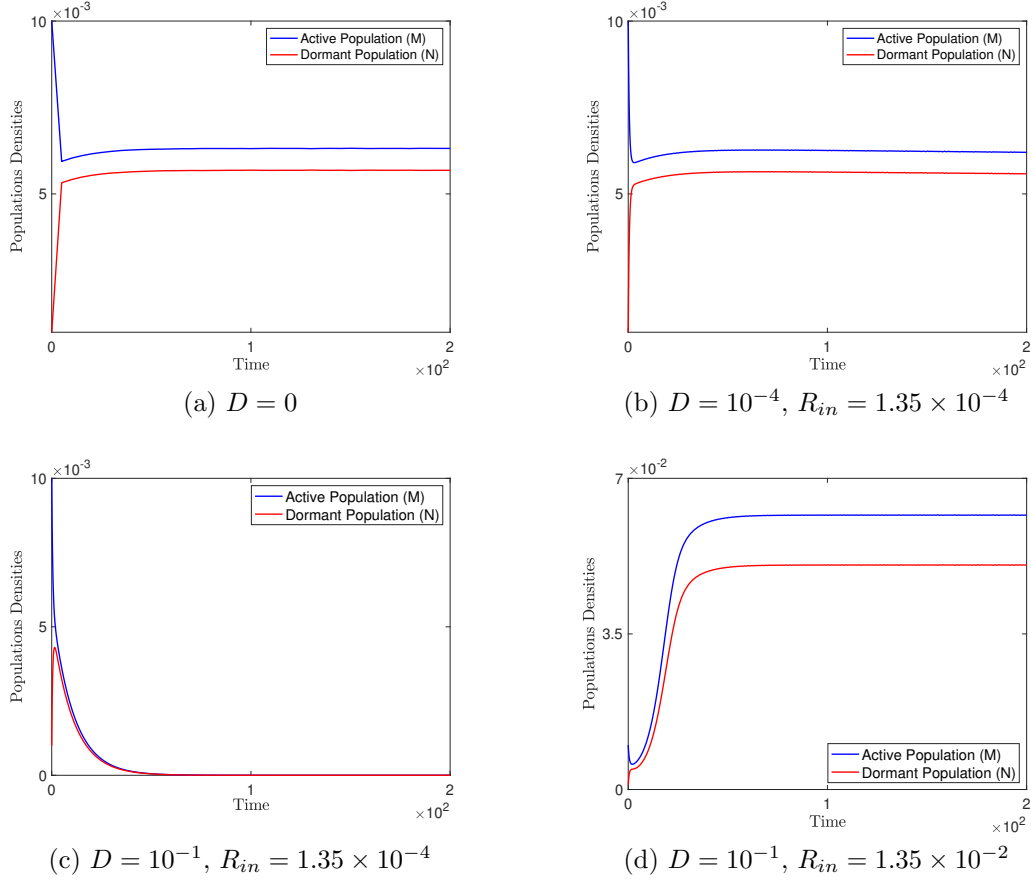 10 ×10⁻³
Active Population (M)
Dormant Population (N)
Populations Densities
5
0
1
2
Time
×10²
(a) D = 0
10 ×10⁻³
Active Population (M)
Dormant Population (N)
Populations Densities
5
0
1
2
Time
×10²
(b) D = 10⁻⁴, R_in = 1.35 × 10⁻⁴
10 ×10⁻³
Active Population (M)
Dormant Population (N)
Populations Densities
5
0
0
1
2
Time
×10²
(c) D = 10⁻¹, R_in = 1.35 × 10⁻⁴
7 ×10⁻²
Populations Densities
3.5
Active Population (M)
Dormant Population (N)
0
0
1
2
Time
×10²
(d) D = 10⁻¹, R_in = 1.35 × 10⁻²